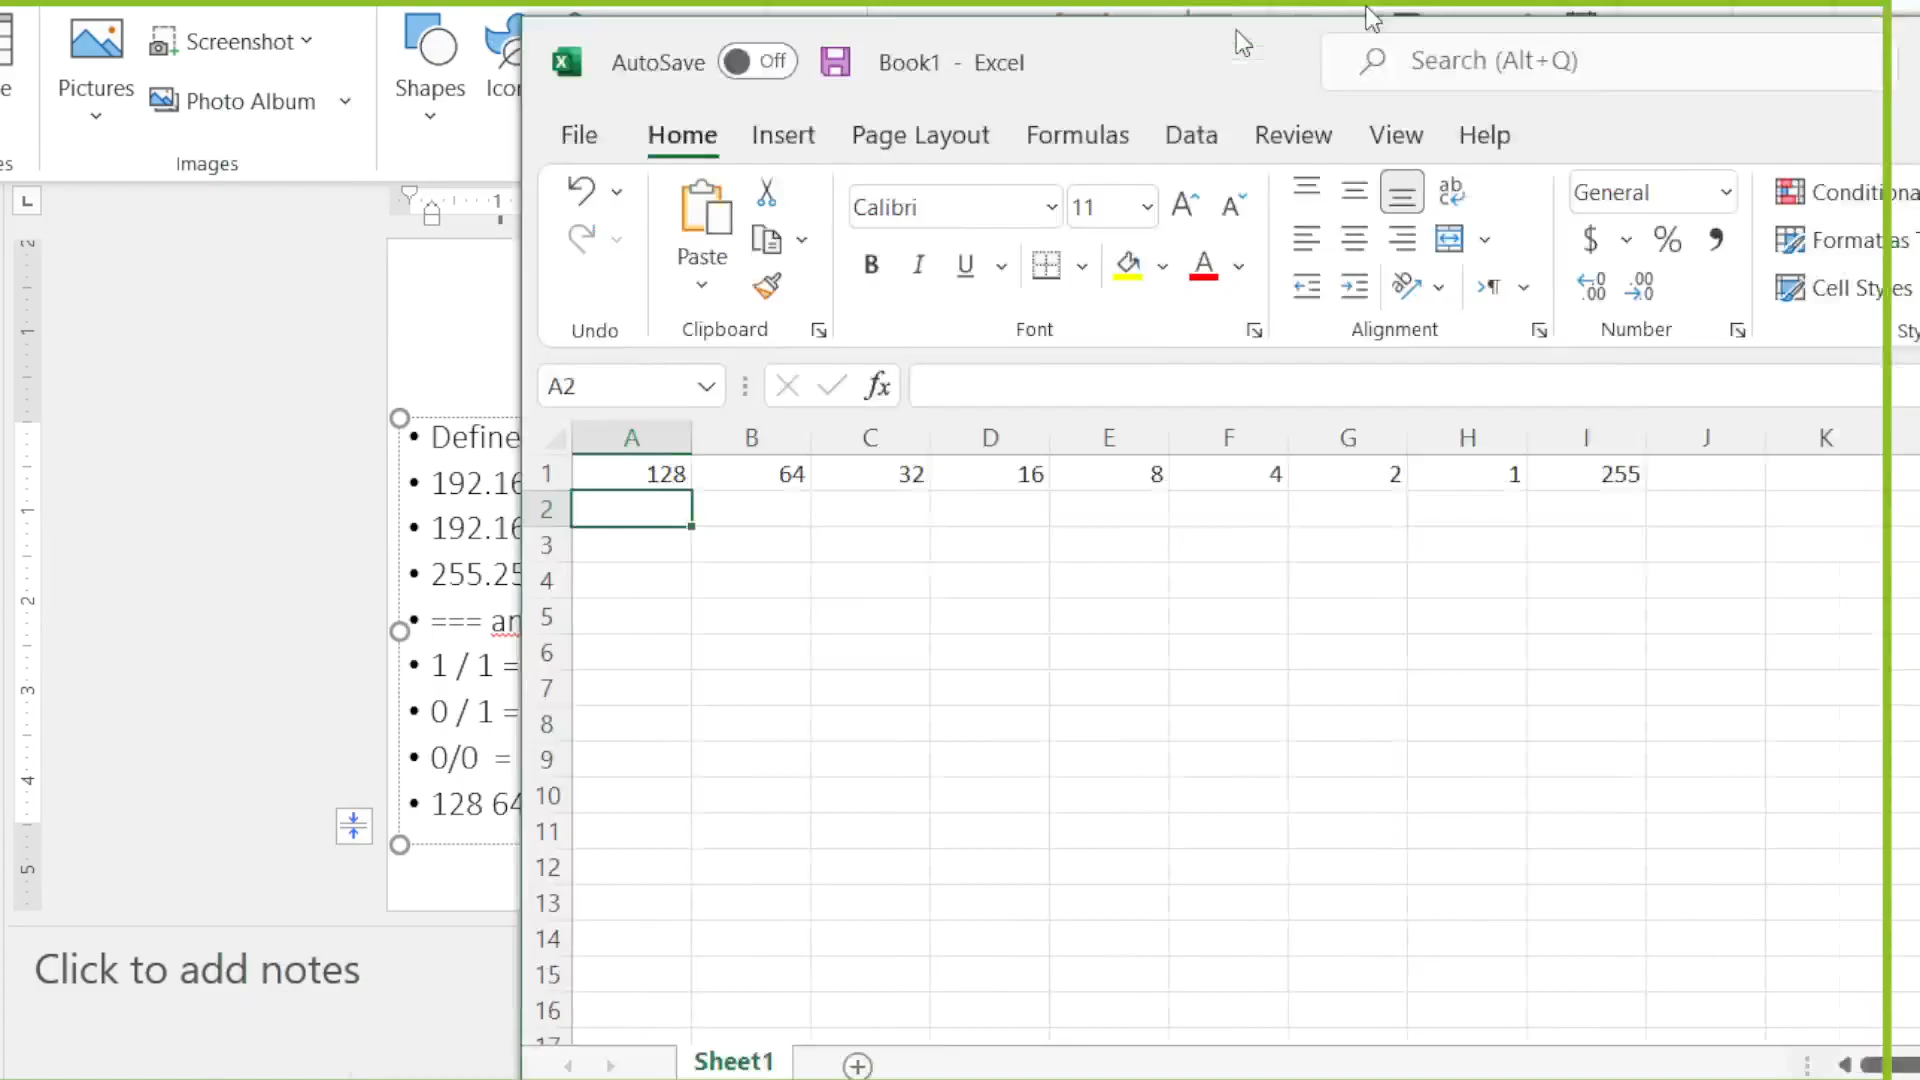 Pictures
Screenshot
Photo Album
Images
Shapes
AutoSave
Off
Book1 - Excel
Search (Alt+Q)
File
Home
Insert
Page Layout
Formulas
Data
Review
View
Help
Undo
Paste
Clipboard
Calibri
11
B
I
U
Font
ab
Alignment
General
$
%
Number
Cell Styles
A2
fx
A
B
C
D
E
F
G
H
I
J
K
1
128
64
32
16
8
4
2
1
255
2
3
4
5
6
7
8
9
10
11
12
13
14
15
16
17
• Define
• 192.16
• 192.16
• 255.25
• === an
• 1 / 1 =
• 0 / 1 =
• 0/0 =
• 128 64
Click to add notes
Sheet1